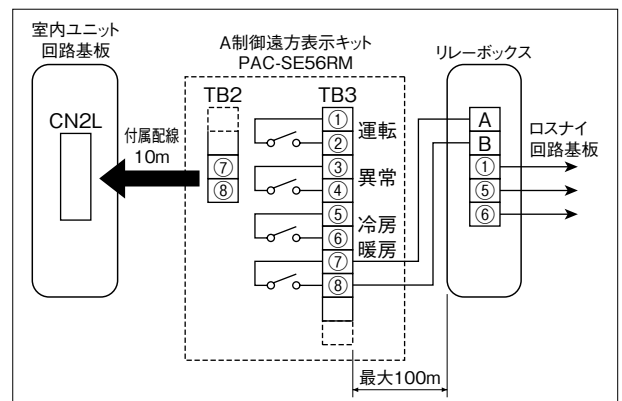 室内ユニット
回路基板
CN2L
付属配線
10m
A制御遠方表示キット
PAC-SE56RM
TB2
⑦
⑧
TB3
①
②
③
④
⑤
⑥
⑦
⑧
運転
異常
冷房
暖房
リレーボックス
A
B
①
⑤
⑥
ロスナイ
回路基板
最大100m